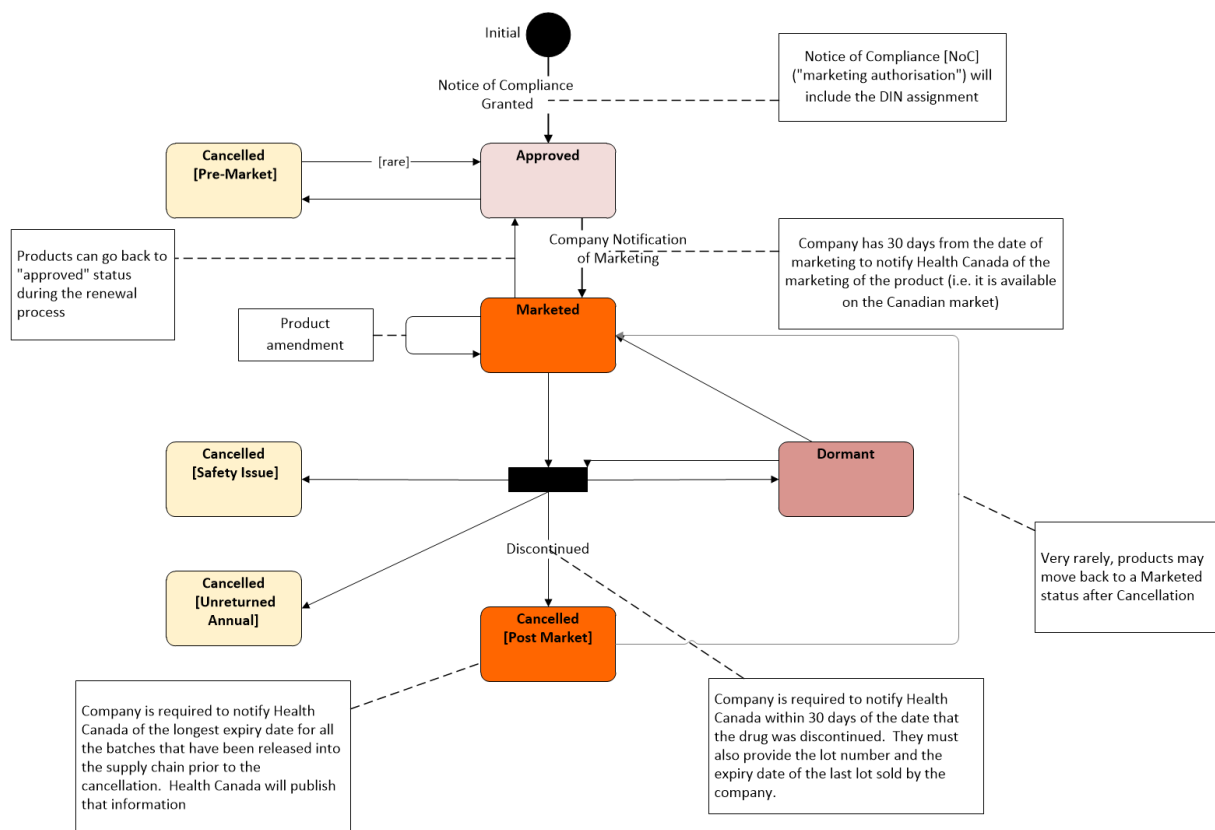 Initial
Notice of Compliance
Granted
Notice of Compliance [NoC]
("marketing authorisation") will
include the DIN assignment
Cancelled
[Pre-Market]
[rare]
Approved
Products can go back to
"approved" status
during the renewal
process
Company Notification
of Marketing
Company has 30 days from the date of
marketing to notify Health Canada of the
marketing of the product (i.e. it is available
on the Canadian market)
Product
amendment
Marketed
Cancelled
[Safety Issue]
Dormant
Discontinued
Very rarely, products may
move back to a Marketed
status after Cancellation
Cancelled
[Unreturned
Annual]
Cancelled
[Post Market]
Company is required to notify Health
Canada of the longest expiry date for all
the batches that have been released into
the supply chain prior to the
cancellation.  Health Canada will publish
that information
Company is required to notify Health
Canada within 30 days of the date that
the drug was discontinued.  They must
also provide the lot number and the
expiry date of the last lot sold by the
company.